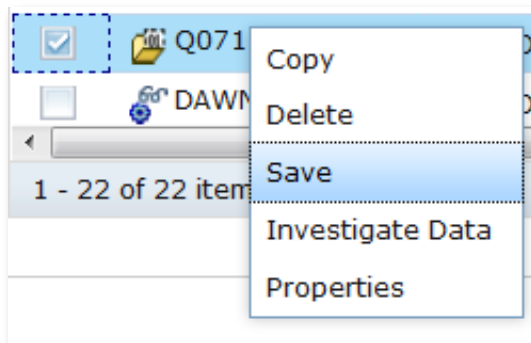 Q071
Copy
DAWN
Delete
Save
1 - 22 of 22 item
Investigate Data
Properties